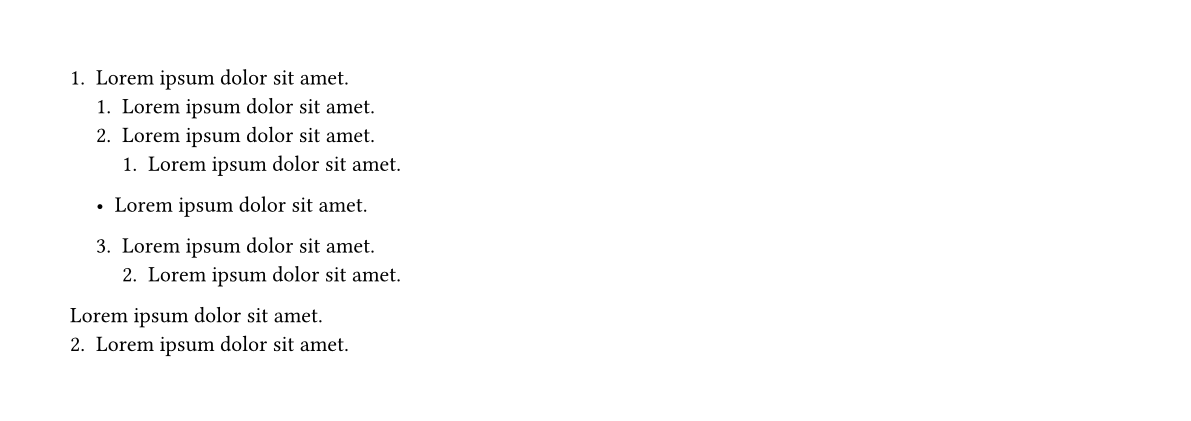 1. Lorem ipsum dolor sit amet.
1. Lorem ipsum dolor sit amet.
2. Lorem ipsum dolor sit amet.
1. Lorem ipsum dolor sit amet.
• Lorem ipsum dolor sit amet.
3. Lorem ipsum dolor sit amet.
2. Lorem ipsum dolor sit amet.
Lorem ipsum dolor sit amet.
2. Lorem ipsum dolor sit amet.